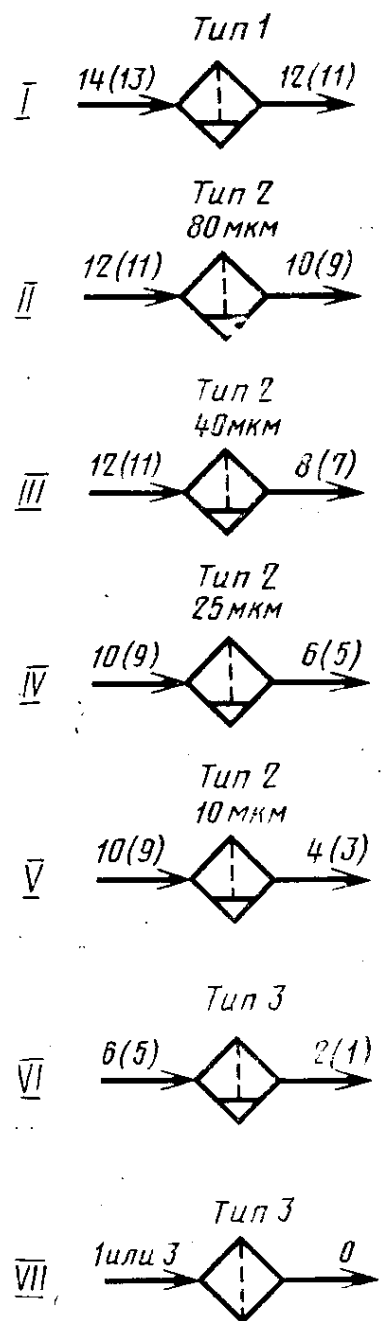 Тип 1
I 14(13) 12(11)
Тип 2
80 мкм
II 12(11) 10(9)
Тип 2
40мкм
III 12(11) 8(7)
Тип 2
25мкм
IV 10(9) 6(5)
Тип 2
10 мкм
V 10(9) 4(3)
Тип 3
VI 6(5) 2(1)
Тип 3
VII 1 или 3 0